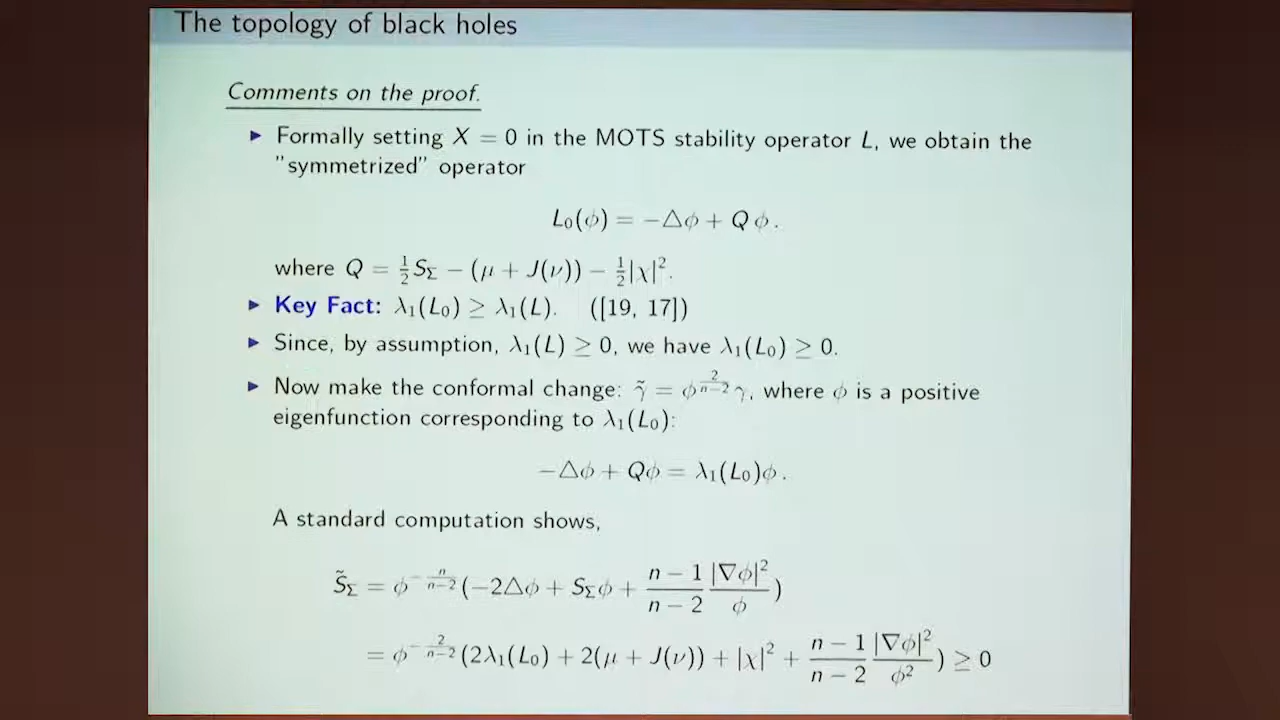 The topology of black holes
Comments on the proof.
▶ Formally setting X = 0 in the MOTS stability operator L, we obtain the
"symmetrized" operator
L₀(ϕ) = −△ϕ + Q ϕ .
where Q = ½ S_Σ − (μ + J(ν)) − ½|χ|².
▶ Key Fact: λ₁(L₀) ≥ λ₁(L). ([19, 17])
▶ Since, by assumption, λ₁(L) ≥ 0, we have λ₁(L₀) ≥ 0.
▶ Now make the conformal change: γ̃ = ϕ^{2/(n−2)} γ, where ϕ is a positive
eigenfunction corresponding to λ₁(L₀):
−△ϕ + Qϕ = λ₁(L₀)ϕ .
A standard computation shows,
S̃_Σ = ϕ^{−n/(n−2)} (−2△ϕ + S_Σϕ + (n − 1)/(n − 2) |∇ϕ|²/ϕ)
= ϕ^{−2/(n−2)} (2λ₁(L₀) + 2(μ + J(ν)) + |χ|² + (n − 1)/(n − 2) |∇ϕ|²/ϕ²) ≥ 0